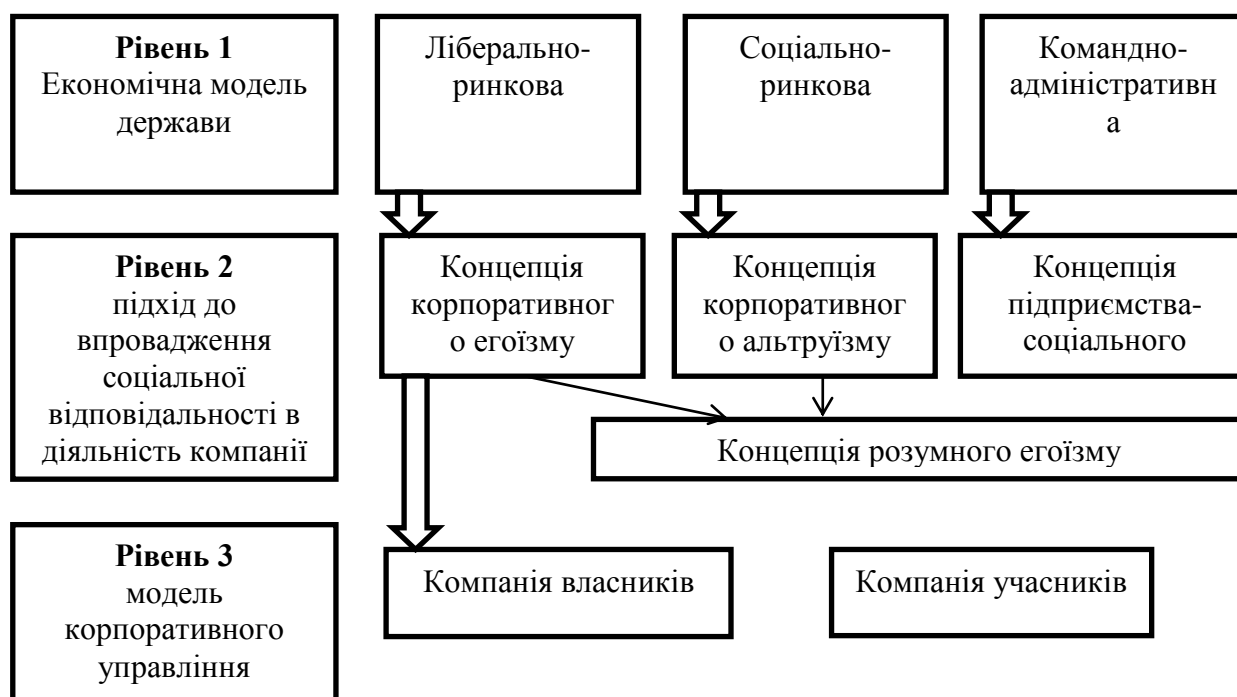 Рівень 1
Економічна модель
держави
Ліберально-
ринкова
Соціально-
ринкова
Командно-
адміністративн
а
Рівень 2
підхід до
впровадження
соціальної
відповідальності в
діяльність компанії
Концепція
корпоративног
о егоїзму
Концепція
корпоративног
о альтруїзму
Концепція
підприємства-
соціального
Концепція розумного егоїзму
Рівень 3
модель
корпоративного
управління
Компанія власників
Компанія учасників